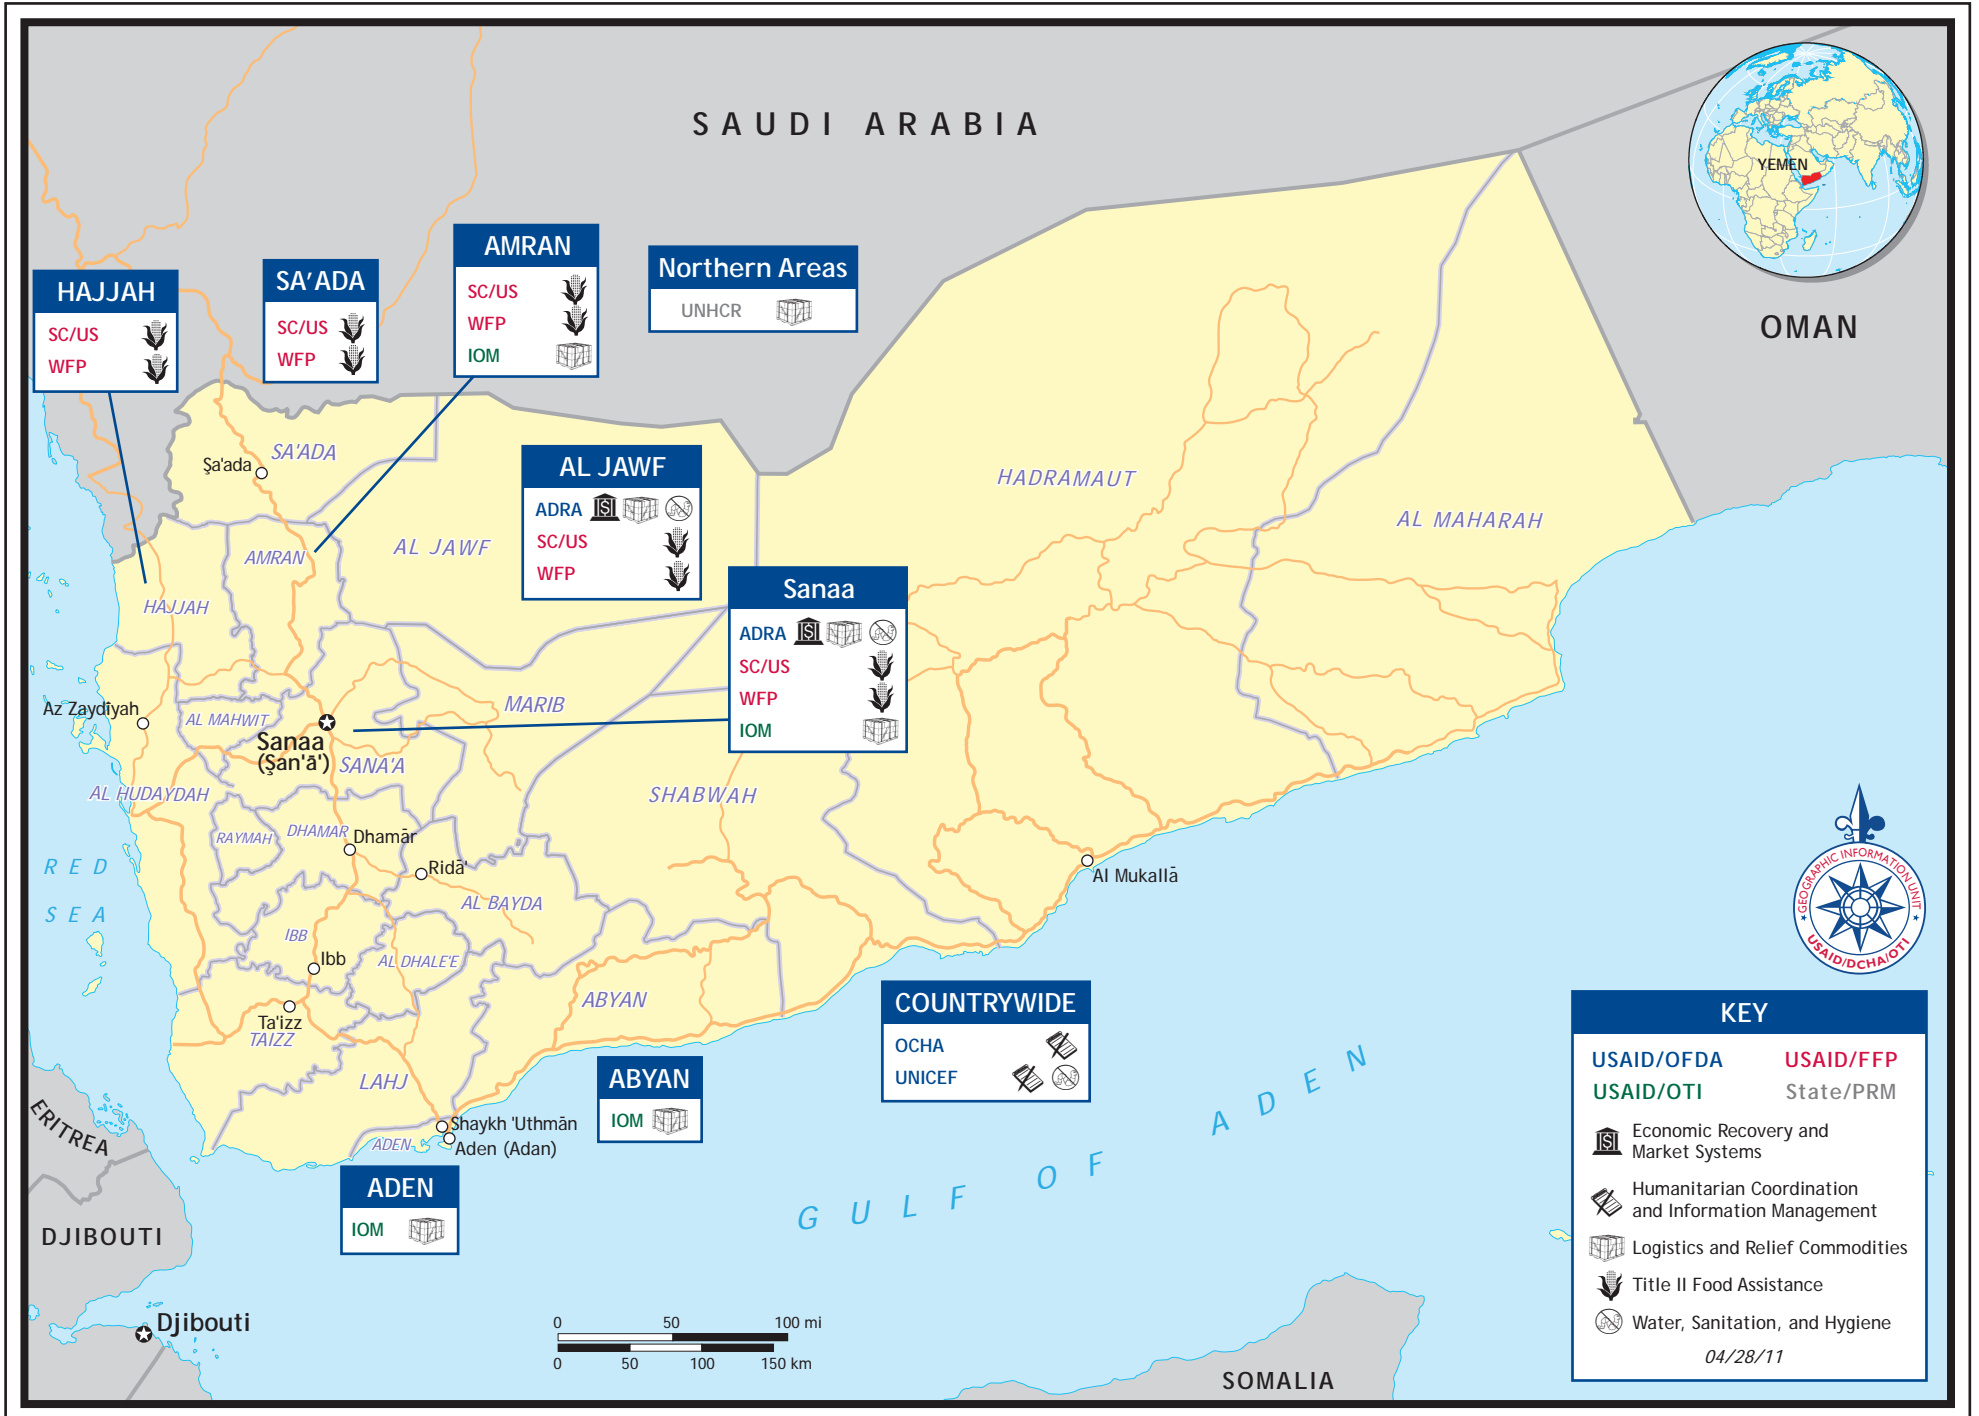 SAUDI ARABIA
YEMEN
OMAN
HAJJAH
SC/US
WFP
SA'ADA
SC/US
WFP
AMRAN
SC/US
WFP
IOM
Northern Areas
UNHCR
AL JAWF
ADRA
SC/US
WFP
Sanaa
ADRA
SC/US
WFP
IOM
Şa'ada
SA'ADA
AMRAN
AL JAWF
HAJJAH
HADRAMAUT
AL MAHARAH
Az Zaydīyah
AL MAHWIT
Sanaa
(Şan'ā')
SANA'A
MARIB
AL HUDAYDAH
SHABWAH
RAYMAH
DHAMAR
Dhamār
Ridā'
AL BAYDA
Al Mukallā
RED
SEA
IBB
Ibb
AL DHALE'E
ABYAN
Ta'izz
TAIZZ
LAHJ
Shaykh 'Uthmān
Aden (Adan)
ADEN
ABYAN
IOM
ADEN
IOM
COUNTRYWIDE
OCHA
UNICEF
GULF OF ADEN
ERITREA
DJIBOUTI
Djibouti
SOMALIA
0 50 100 mi
0 50 100 150 km
GEOGRAPHIC INFORMATION UNIT
USAID/DCHA/OTI
KEY
USAID/OFDA USAID/FFP
USAID/OTI State/PRM
$ Economic Recovery and
Market Systems
Humanitarian Coordination
and Information Management
Logistics and Relief Commodities
Title II Food Assistance
Water, Sanitation, and Hygiene
04/28/11